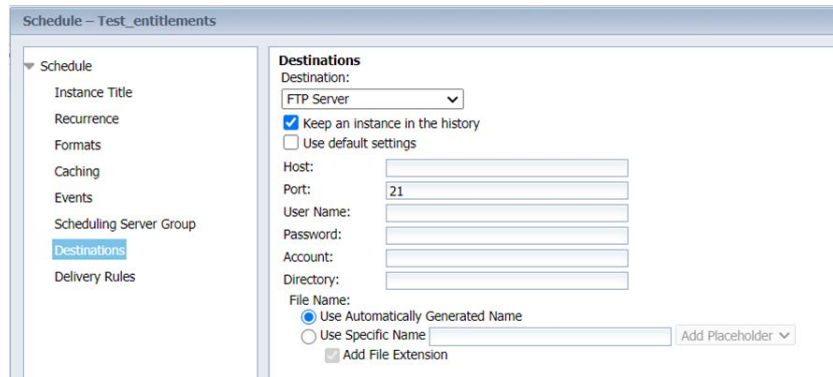 Schedule – Test_entitlements
Schedule
Instance Title
Recurrence
Formats
Caching
Events
Scheduling Server Group
Destinations
Delivery Rules
Destinations
Destination:
FTP Server
Keep an instance in the history
Use default settings
Host:
Port: 21
User Name:
Password:
Account:
Directory:
File Name:
Use Automatically Generated Name
Use Specific Name Add Placeholder
Add File Extension